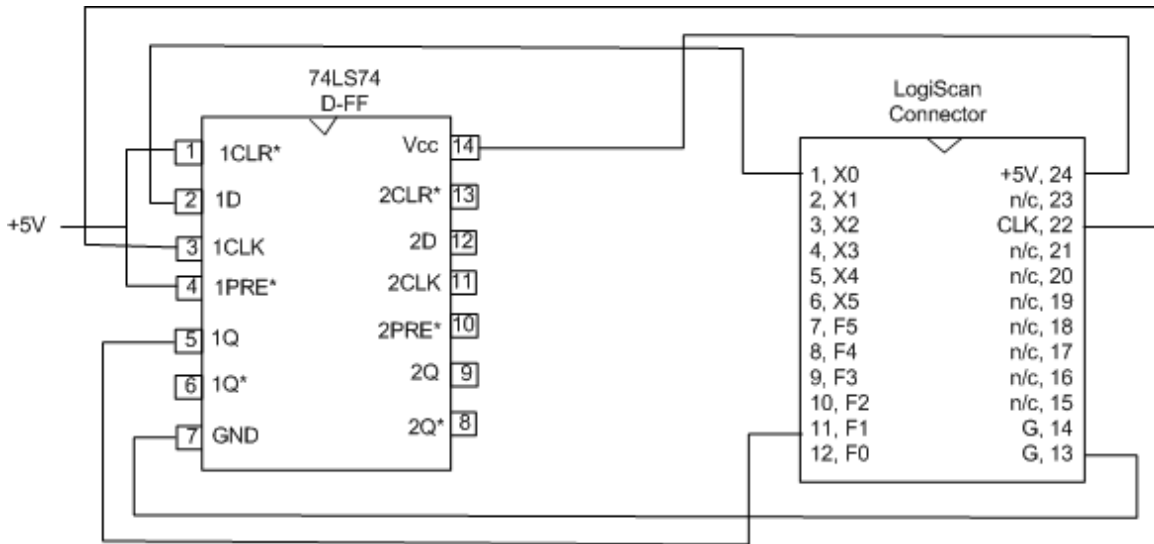 74LS74
D-FF
1 1CLR*
2 1D
3 1CLK
4 1PRE*
5 1Q
6 1Q*
7 GND
Vcc 14
2CLR* 13
2D 12
2CLK 11
2PRE* 10
2Q 9
2Q* 8
+5V
LogiScan
Connector
1, X0
2, X1
3, X2
4, X3
5, X4
6, X5
7, F5
8, F4
9, F3
10, F2
11, F1
12, F0
+5V, 24
n/c, 23
CLK, 22
n/c, 21
n/c, 20
n/c, 19
n/c, 18
n/c, 17
n/c, 16
n/c, 15
G, 14
G, 13